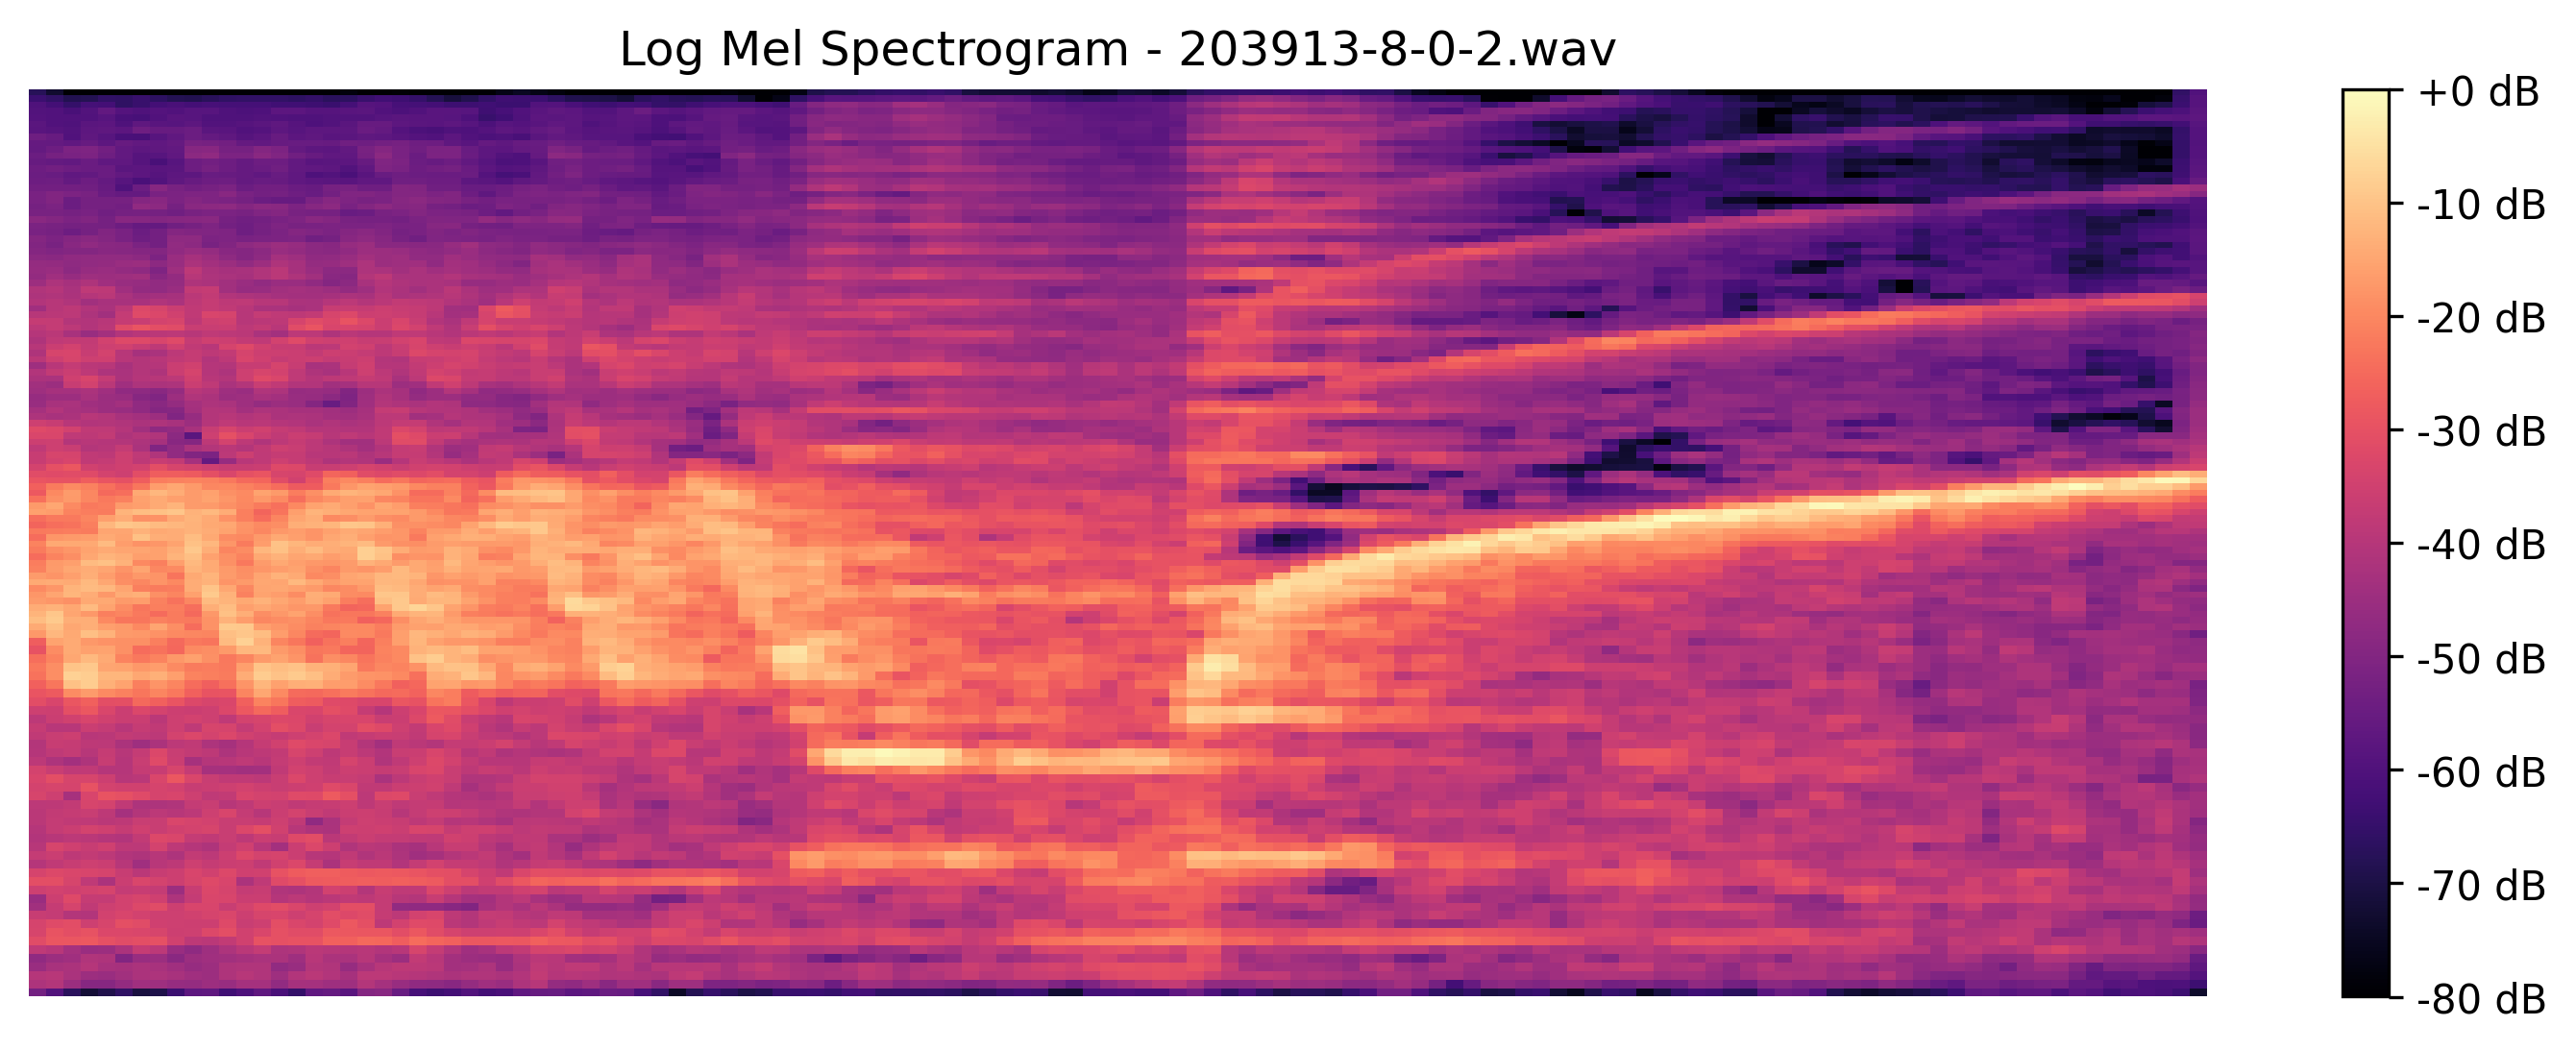 Log Mel Spectrogram - 203913-8-0-2.wav
+0 dB
-10 dB
-20 dB
-30 dB
-40 dB
-50 dB
-60 dB
-70 dB
-80 dB